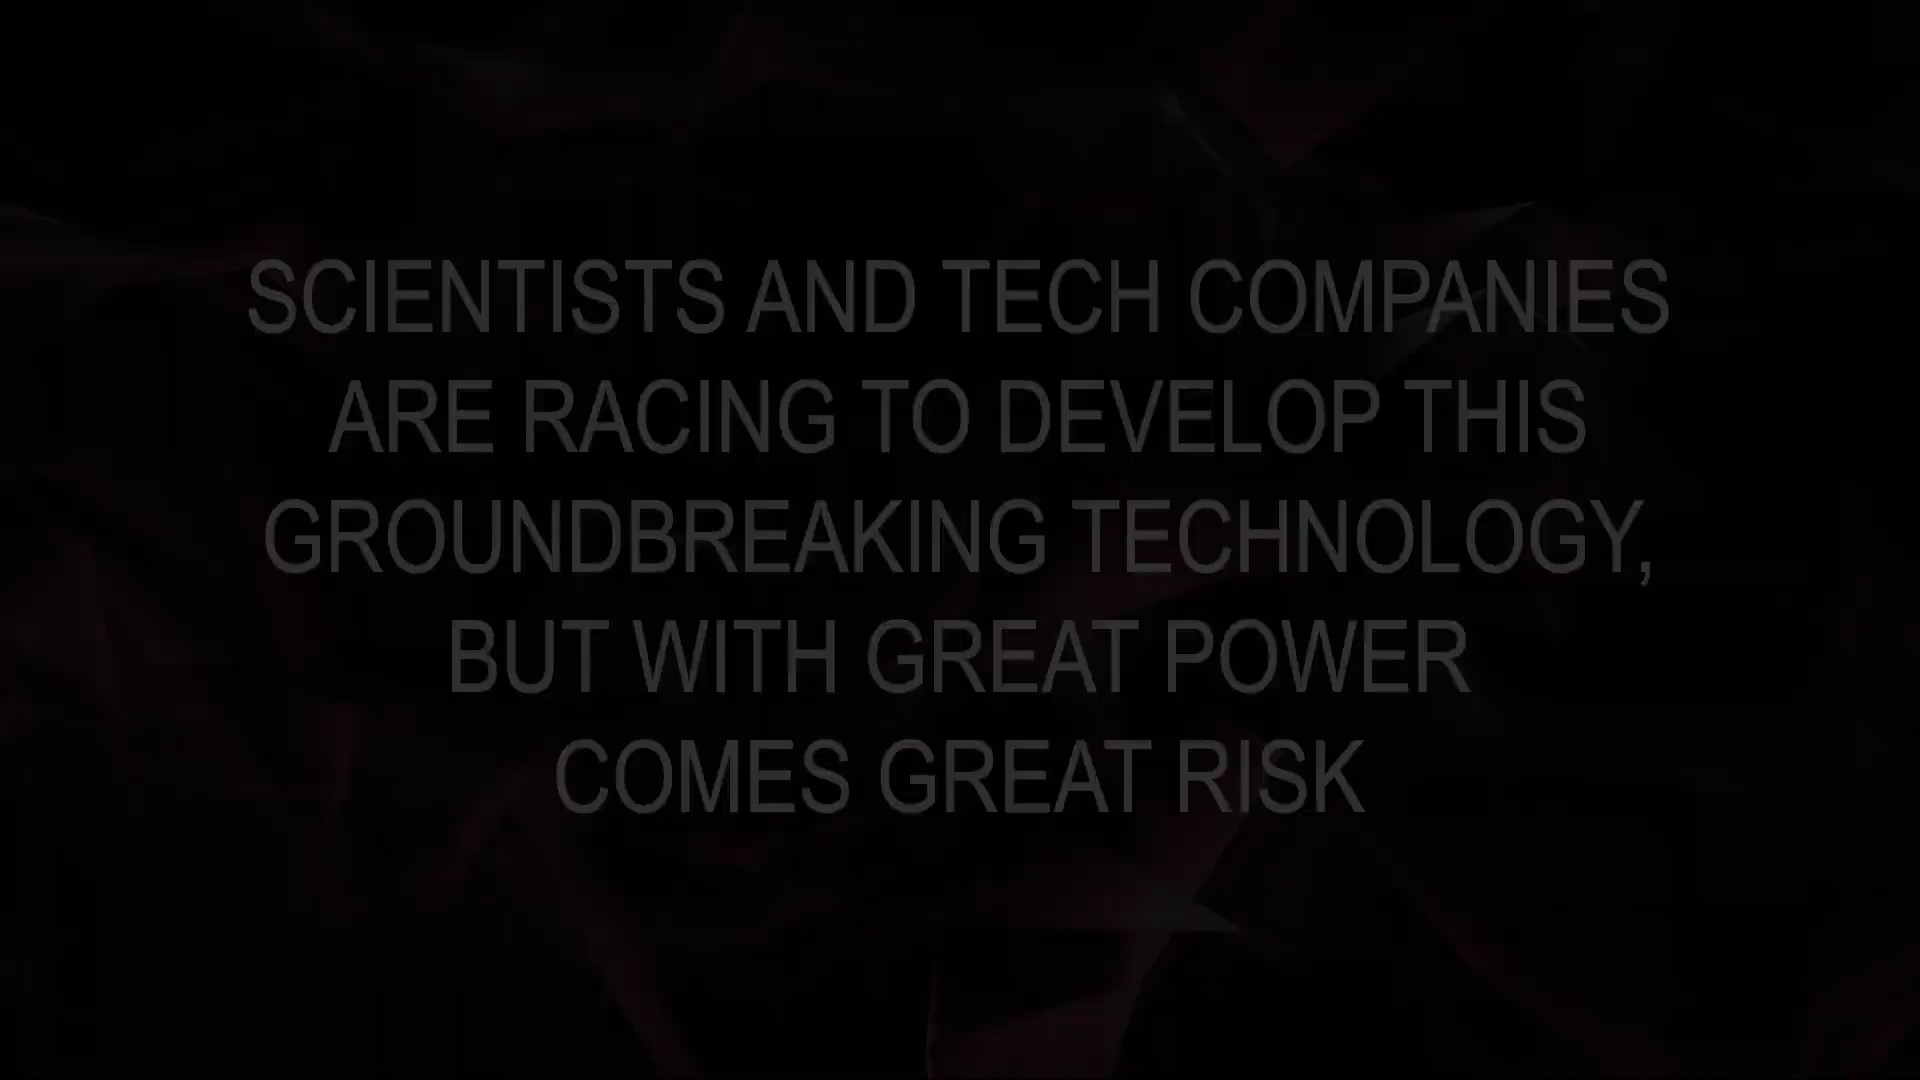 SCIENTISTS AND TECH COMPANIES
ARE RACING TO DEVELOP THIS
GROUNDBREAKING TECHNOLOGY,
BUT WITH GREAT POWER
COMES GREAT RISK